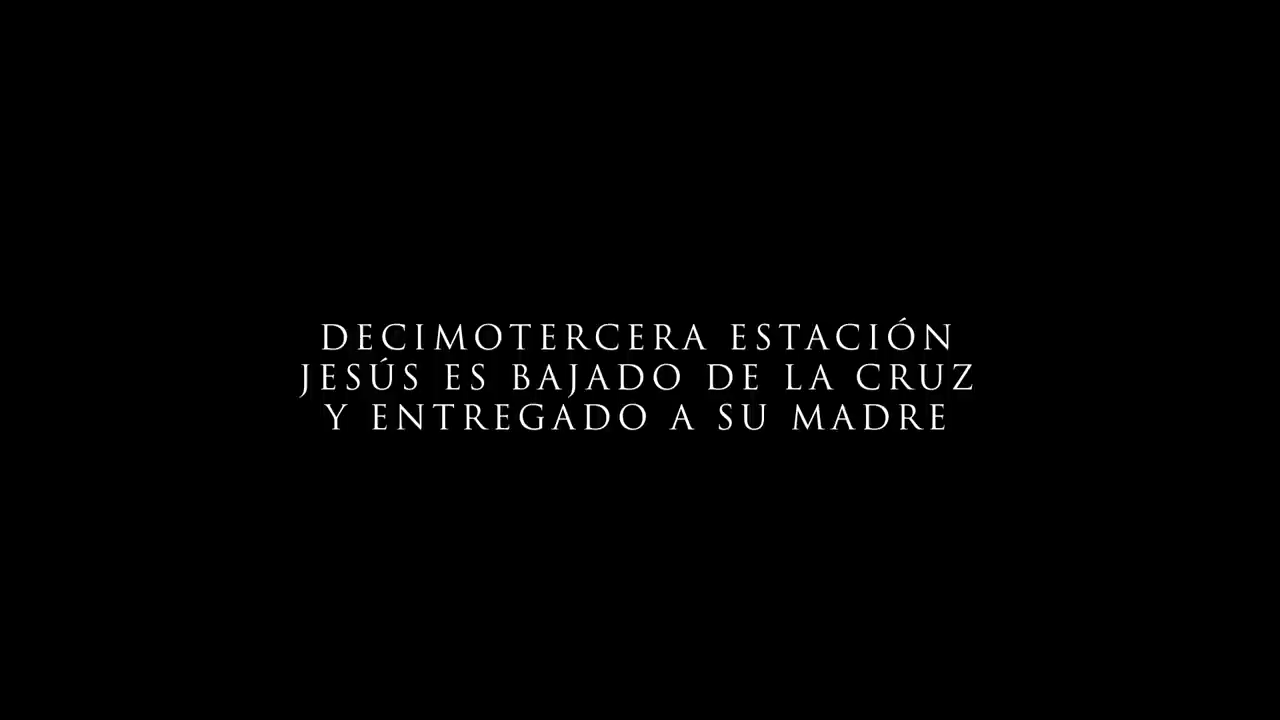 DECIMOTERCERA ESTACIÓN
JESÚS ES BAJADO DE LA CRUZ
Y ENTREGADO A SU MADRE